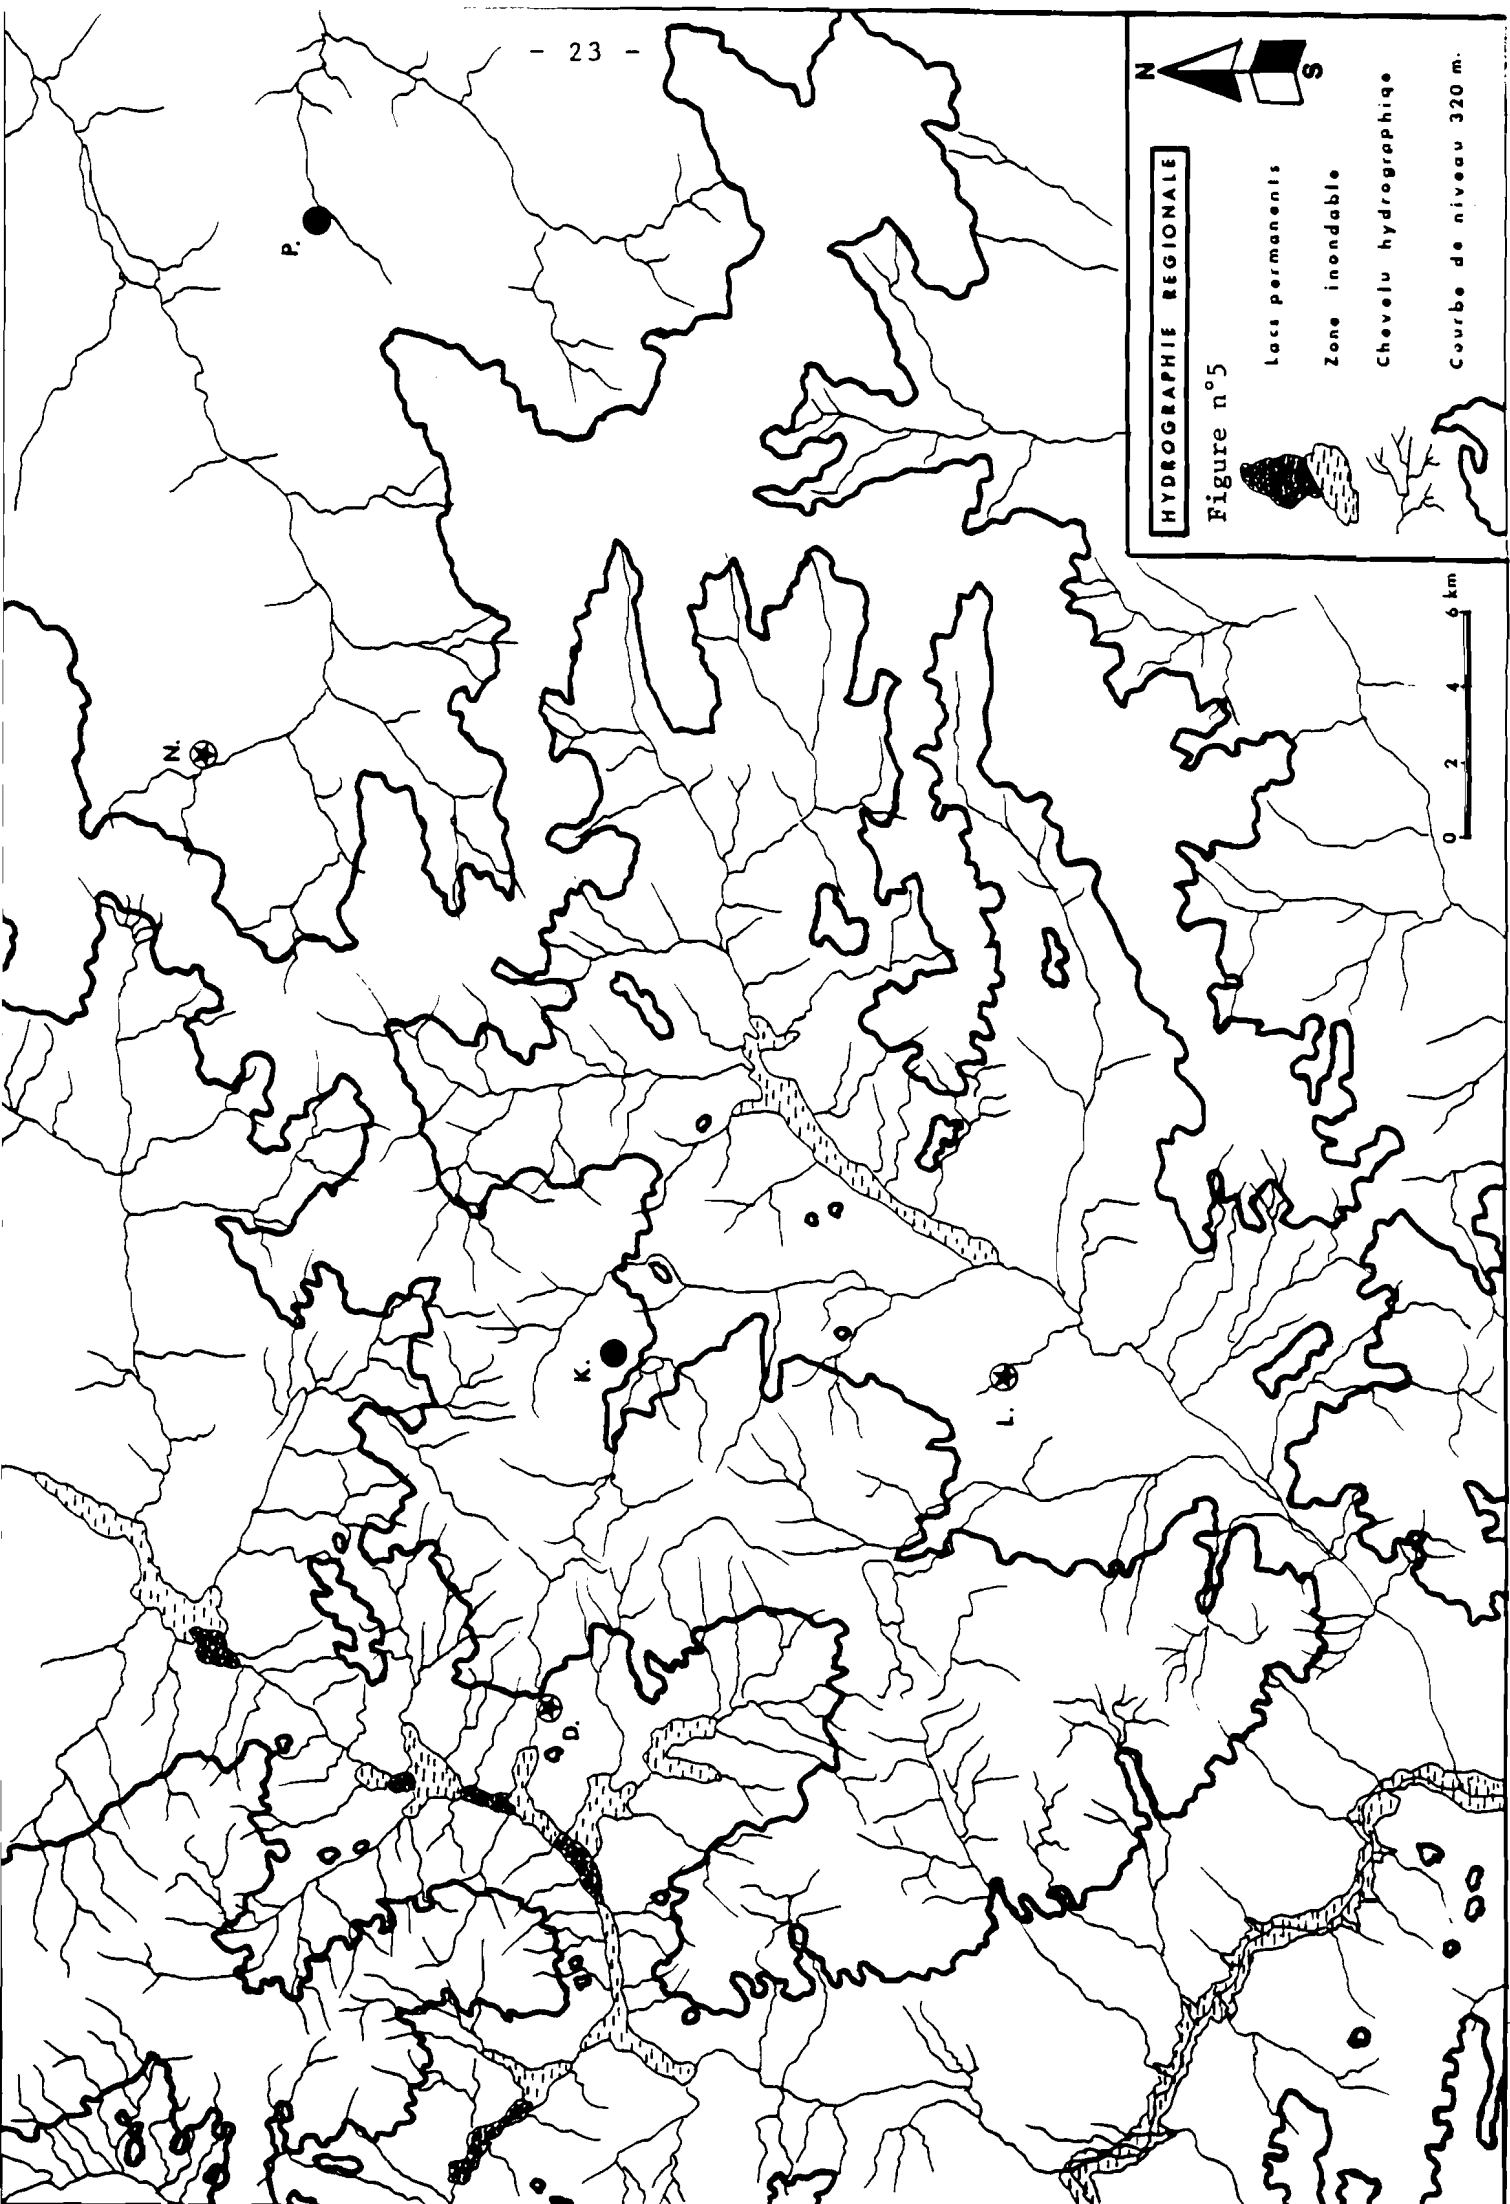 - 23 -
N
S
HYDROGRAPHIE REGIONALE
Figure n°5
Lacs permanents
Zone inondable
Chevelu hydrographique
Courbe de niveau 320 m.
0 2 4 6 km
P.
N.
K.
L.
D.